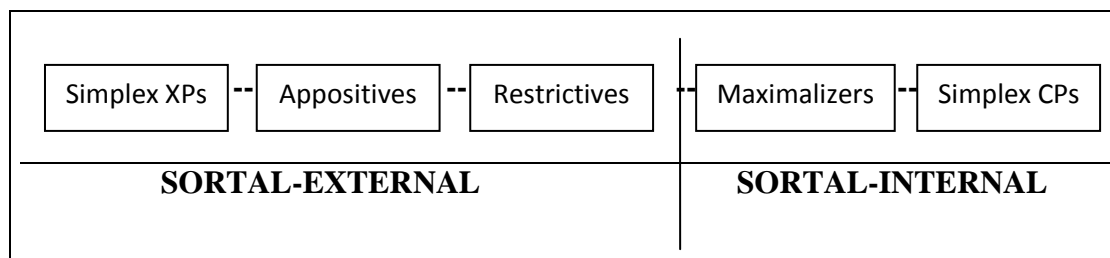 Simplex XPs -- Appositives -- Restrictives -- Maximalizers -- Simplex CPs
SORTAL-EXTERNAL SORTAL-INTERNAL